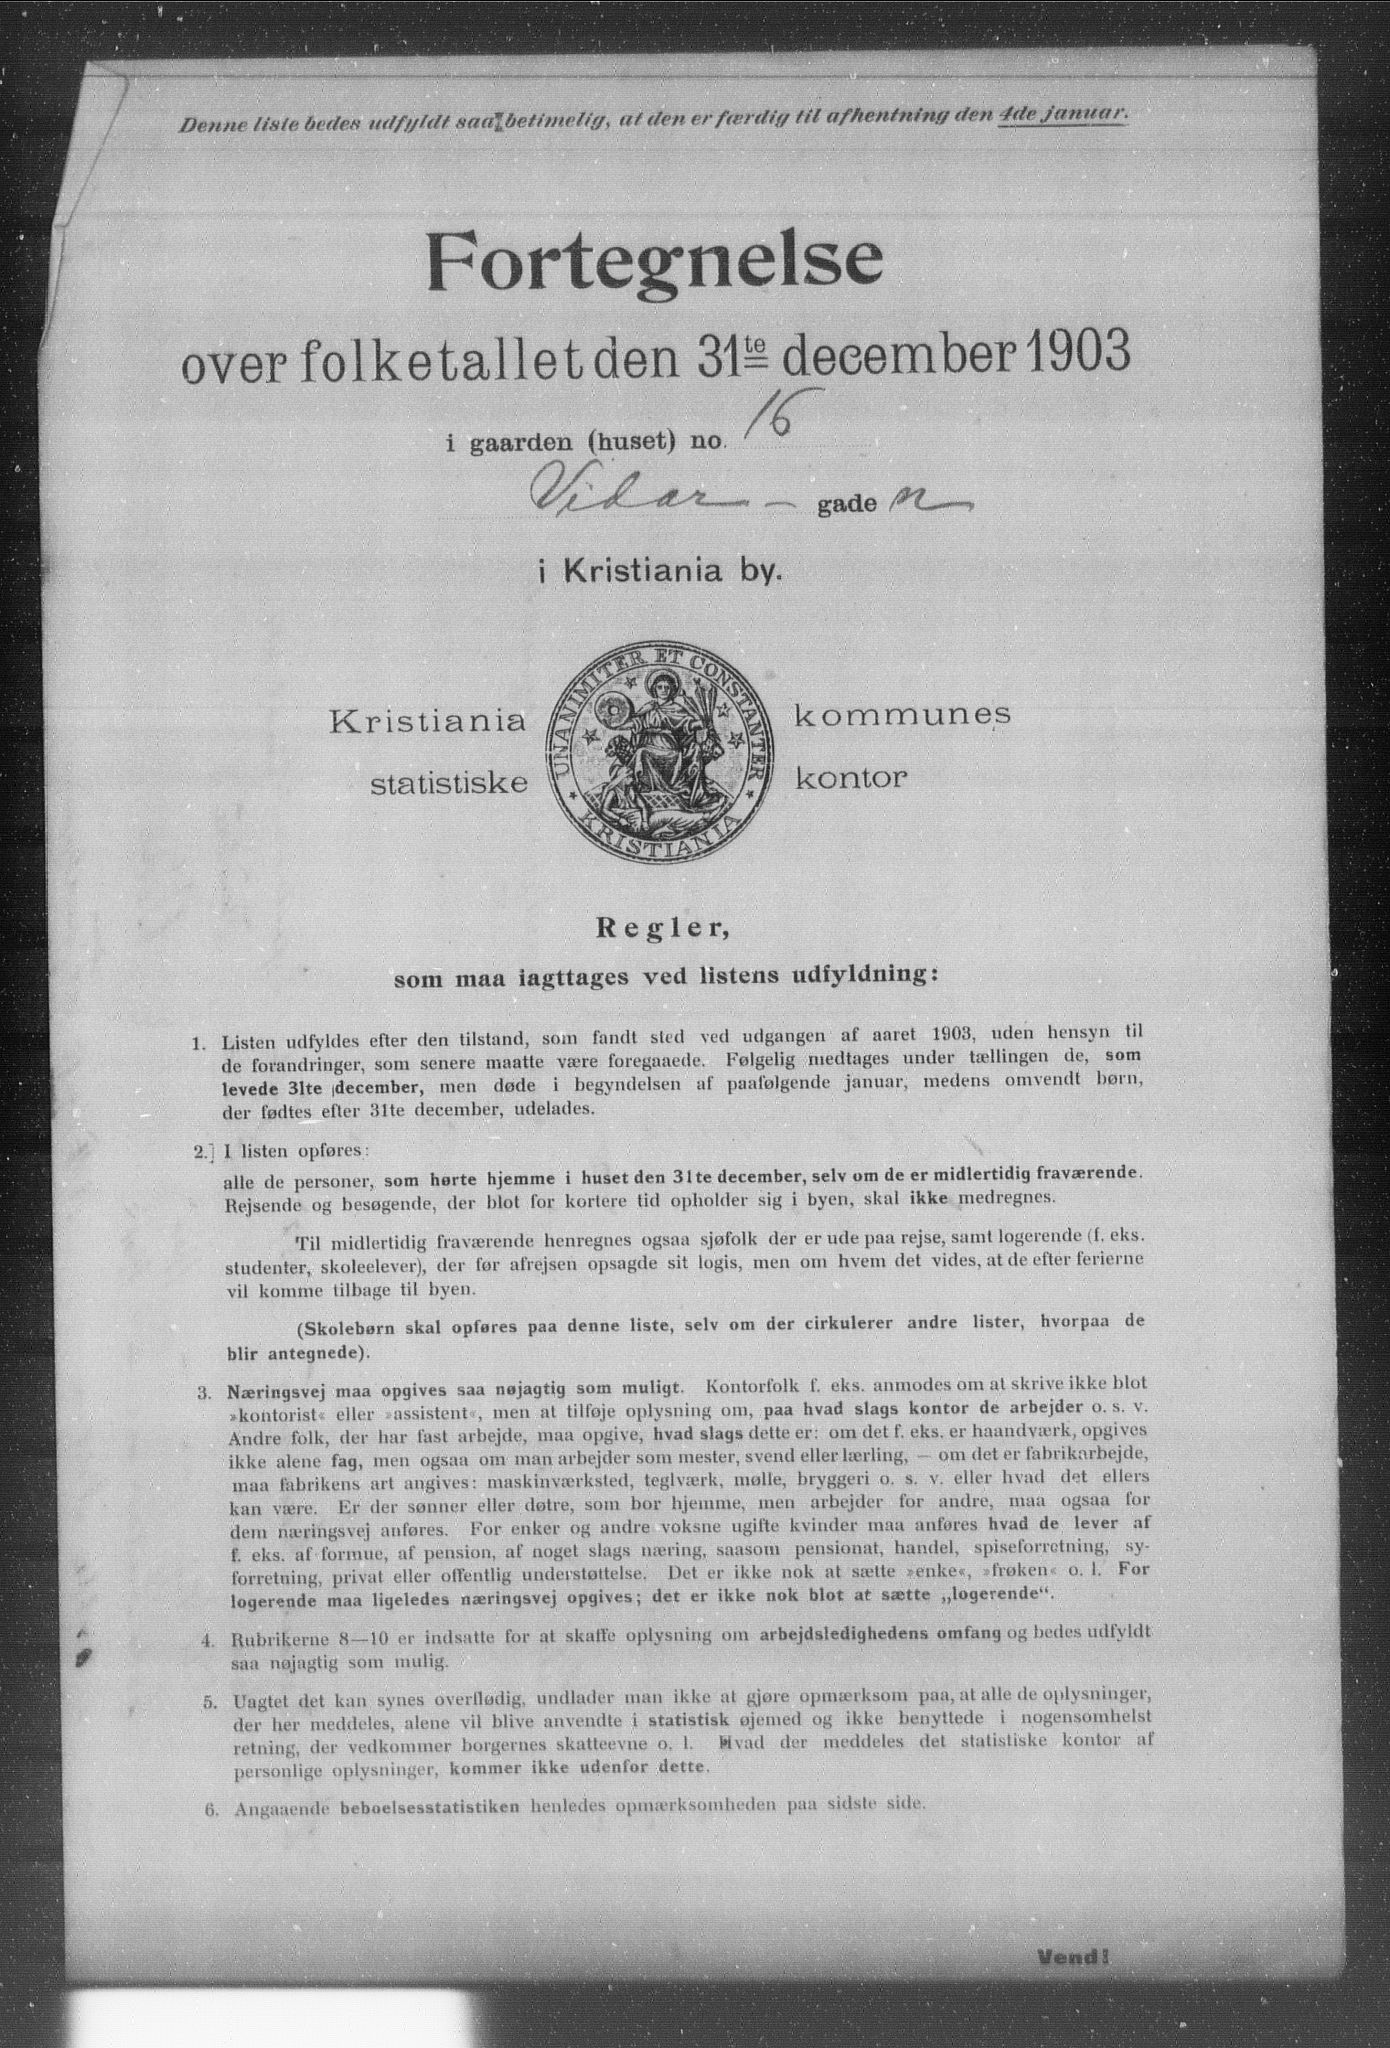 Denne liste bedes udfyldt saa betimelig, at den er færdig til afhentning den 4de januar.
Fortegnelse
over folketallet den 31te december 1903
i gaarden (huset) no. 16
Vidar – gade n
i Kristiania by.
Kristiania kommunes
statistiske kontor
UNANIMITER ET CONSTANTER
KRISTIANIA
Regler,
som maa iagttages ved listens udfyldning:
1. Listen udfyldes efter den tilstand, som fandt sted ved udgangen af aaret 1903, uden hensyn til
de forandringer, som senere maatte være foregaaede. Følgelig medtages under tællingen de, som
levede 31te december, men døde i begyndelsen af paafølgende januar, medens omvendt børn,
der fødtes efter 31te december, udelades.
2. I listen opføres:
alle de personer, som hørte hjemme i huset den 31te december, selv om de er midlertidig fraværende.
Rejsende og besøgende, der blot for kortere tid opholder sig i byen, skal ikke medregnes.
Til midlertidig fraværende henregnes ogsaa sjøfolk der er ude paa rejse, samt logerende (f. eks.
studenter, skoleelever), der før afrejsen opsagde sit logis, men om hvem det vides, at de efter ferierne
vil komme tilbage til byen.
(Skolebørn skal opføres paa denne liste, selv om der cirkulerer andre lister, hvorpaa de
blir antegnede).
3. Næringsvej maa opgives saa nøjagtig som muligt. Kontorfolk f. eks. anmodes om at skrive ikke blot
»kontorist« eller »assistent«, men at tilføje oplysning om, paa hvad slags kontor de arbejder o. s. v.
Andre folk, der har fast arbejde, maa opgive, hvad slags dette er: om det f. eks. er haandværk, opgives
ikke alene fag, men ogsaa om man arbejder som mester, svend eller lærling, — om det er fabrikarbejde,
maa fabrikens art angives: maskinværksted, teglværk, mølle, bryggeri o. s. v. eller hvad det ellers
kan være. Er der sønner eller døtre, som bor hjemme, men arbejder for andre, maa ogsaa for
dem næringsvej anføres. For enker og andre voksne ugifte kvinder maa anføres hvad de lever af
f. eks. af formue, af pension, af noget slags næring, saasom pensionat, handel, spiseforretning, sy-
forretning, privat eller offentlig understøttelse. Det er ikke nok at sætte »enke«, »frøken« o. l. For
logerende maa ligeledes næringsvej opgives; det er ikke nok blot at sætte „logerende“.
4. Rubrikerne 8—10 er indsatte for at skaffe oplysning om arbejdsledighedens omfang og bedes udfyldt
saa nøjagtig som mulig.
5. Uagtet det kan synes overflødig, undlader man ikke at gjøre opmærksom paa, at alle de oplysninger,
der her meddeles, alene vil blive anvendte i statistisk øjemed og ikke benyttede i nogensomhelst
retning, der vedkommer borgernes skatteevne o. l. Hvad der meddeles det statistiske kontor af
personlige oplysninger, kommer ikke udenfor dette.
6. Angaaende beboelsesstatistiken henledes opmærksomheden paa sidste side.
Vend!